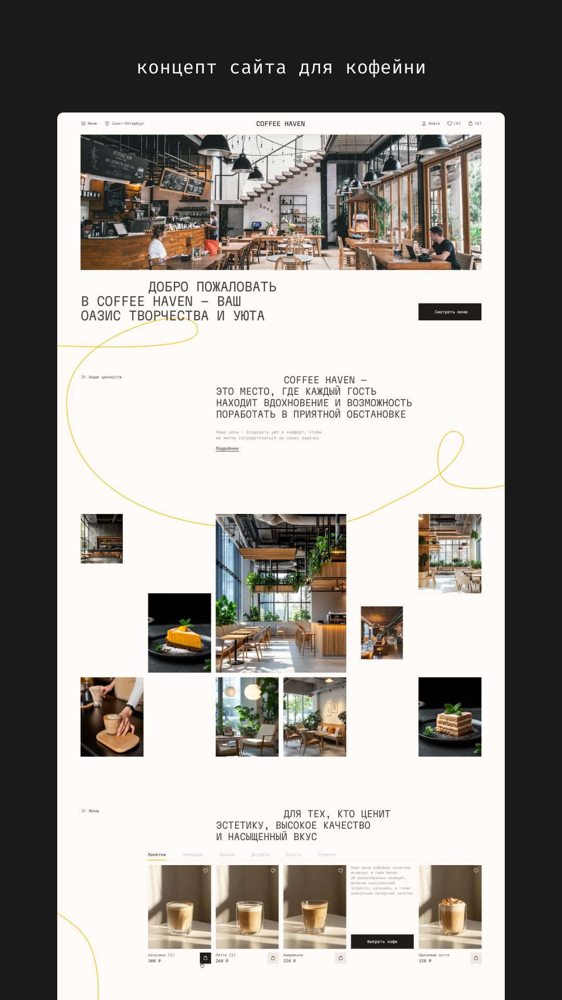 концепт сайта для кофейни
Меню
Санкт-Петербург
COFFEE HAVEN
Войти
(0)
(0)
love
ДОБРО ПОЖАЛОВАТЬ
В COFFEE HAVEN – ВАШ
ОАЗИС ТВОРЧЕСТВА И УЮТА
Смотреть меню
Наши ценности
COFFEE HAVEN –
ЭТО МЕСТО, ГДЕ КАЖДЫЙ ГОСТЬ
НАХОДИТ ВДОХНОВЕНИЕ И ВОЗМОЖНОСТЬ
ПОРАБОТАТЬ В ПРИЯТНОЙ ОБСТАНОВКЕ
Наша цель - создавать уют и комфорт, чтобы
вы могли сосредоточиться на своих задачах
Подробнее
Меню
ДЛЯ ТЕХ, КТО ЦЕНИТ
ЭСТЕТИКУ, ВЫСОКОЕ КАЧЕСТВО
И НАСЫЩЕННЫЙ ВКУС
Напитки
Завтраки
Бранчи
Десерты
Салаты
Горячее
Наше меню кофейных напитков
включает в себя более
20 разнообразных позиций,
включая классический
эспрессо, капучино, а также
уникальные авторские напитки
Выбрать кофе
Капучино (S)
300 ₽
Латте (S)
260 ₽
Американо
220 ₽
Ореховый латте
320 ₽